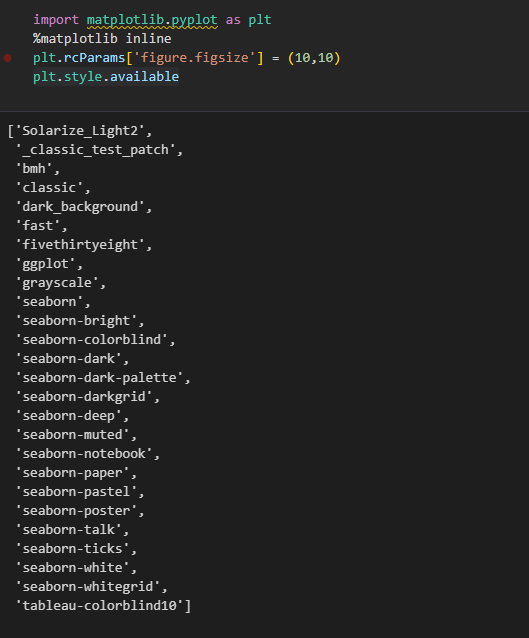 import matplotlib.pyplot as plt
%matplotlib inline
plt.rcParams['figure.figsize'] = (10,10)
plt.style.available
['Solarize_Light2',
'_classic_test_patch',
'bmh',
'classic',
'dark_background',
'fast',
'fivethirtyeight',
'ggplot',
'grayscale',
'seaborn',
'seaborn-bright',
'seaborn-colorblind',
'seaborn-dark',
'seaborn-dark-palette',
'seaborn-darkgrid',
'seaborn-deep',
'seaborn-muted',
'seaborn-notebook',
'seaborn-paper',
'seaborn-pastel',
'seaborn-poster',
'seaborn-talk',
'seaborn-ticks',
'seaborn-white',
'seaborn-whitegrid',
'tableau-colorblind10']